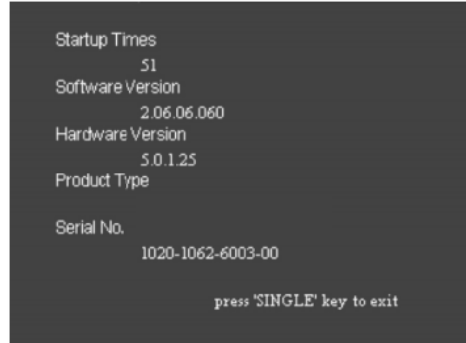 Startup Times
51
Software Version
2.06.06.060
Hardware Version
5.0.1.25
Product Type
Serial No.
1020-1062-6003-00
press 'SINGLE' key to exit